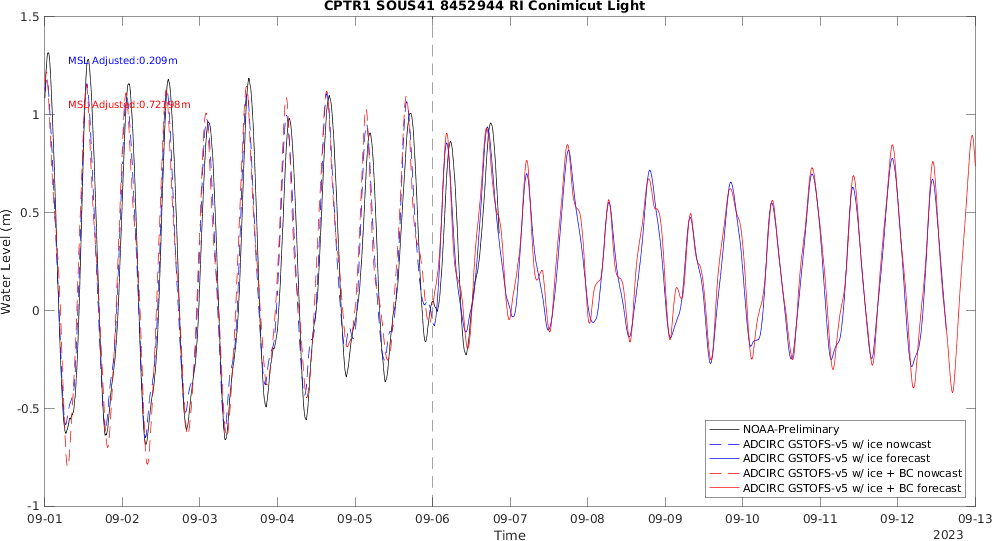 CPTR1 SOUS41 8452944 RI Conimicut Light
1.5
MSL Adjusted:0.209m
MSL Adjusted:0.72198m
1
0.5
0
-0.5
-1
Water Level (m)
NOAA-Preliminary
ADCIRC GSTOFS-v5 w/ ice nowcast
ADCIRC GSTOFS-v5 w/ ice forecast
ADCIRC GSTOFS-v5 w/ ice + BC nowcast
ADCIRC GSTOFS-v5 w/ ice + BC forecast
09-01 09-02 09-03 09-04 09-05 09-06 09-07 09-08 09-09 09-10 09-11 09-12 09-13
Time
2023